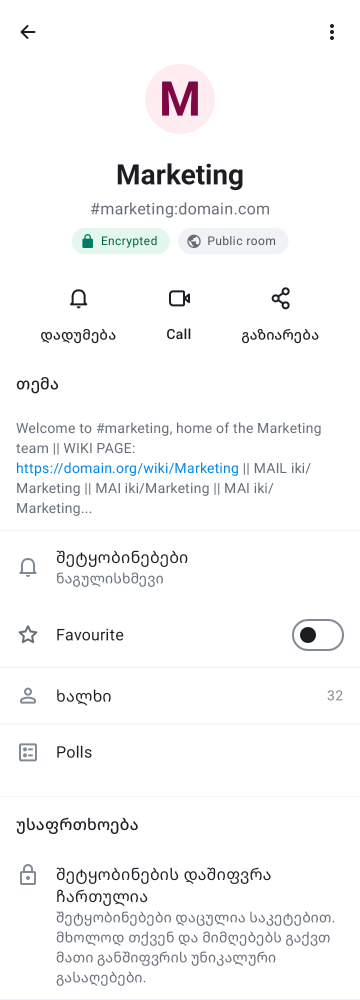 M
Marketing
#marketing:domain.com
Encrypted
Public room
დადუმება
Call
გაზიარება
თემა
Welcome to #marketing, home of the Marketing
team || WIKI PAGE:
https://domain.org/wiki/Marketing || MAIL iki/
Marketing || MAI iki/Marketing || MAI iki/
Marketing...
შეტყობინებები
ნაგულისხმევი
Favourite
ხალხი
32
Polls
უსაფრთხოება
შეტყობინების დაშიფვრა
ჩართულია
შეტყობინებები დაცულია საკეტებით.
მხოლოდ თქვენ და მიმღებებს გაქვთ
მათი განშიფვრის უნიკალური
გასაღებები.